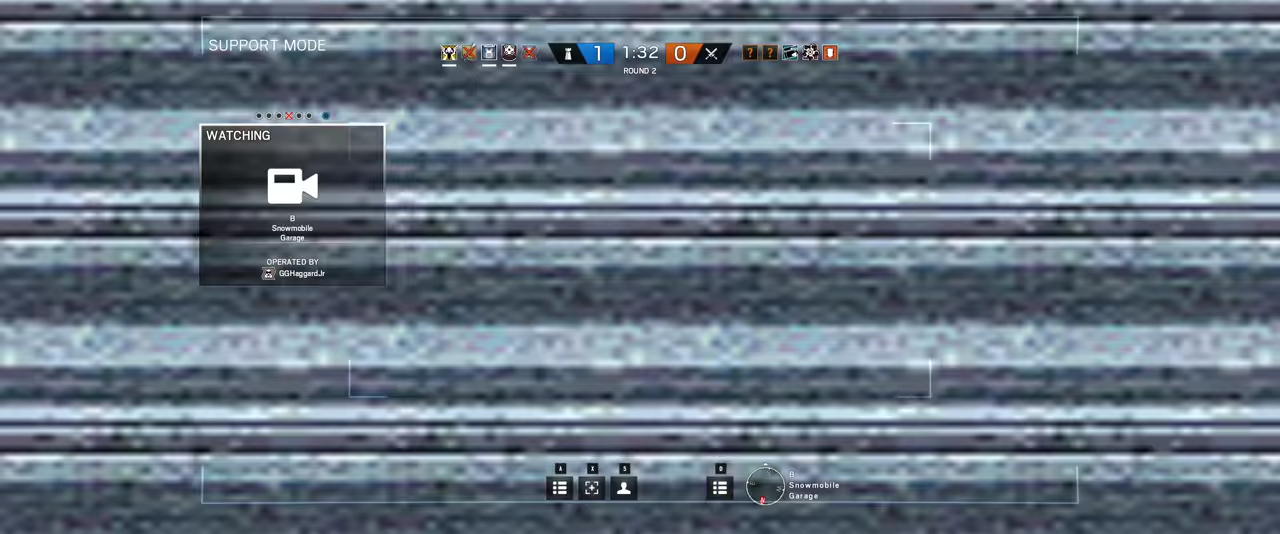 SUPPORT MODE
1 1:32 0
ROUND 2
? ?
WATCHING
B
Snowmobile
Garage
OPERATED BY
GGHaggardJr
A X S D
B
Snowmobile
Garage
N